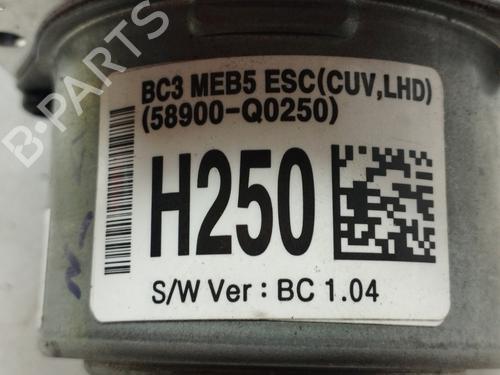 B-PARTS
BC3 MEB5 ESC(CUV,LHD)
(58900-Q0250)
H250
S/W Ver : BC 1.04